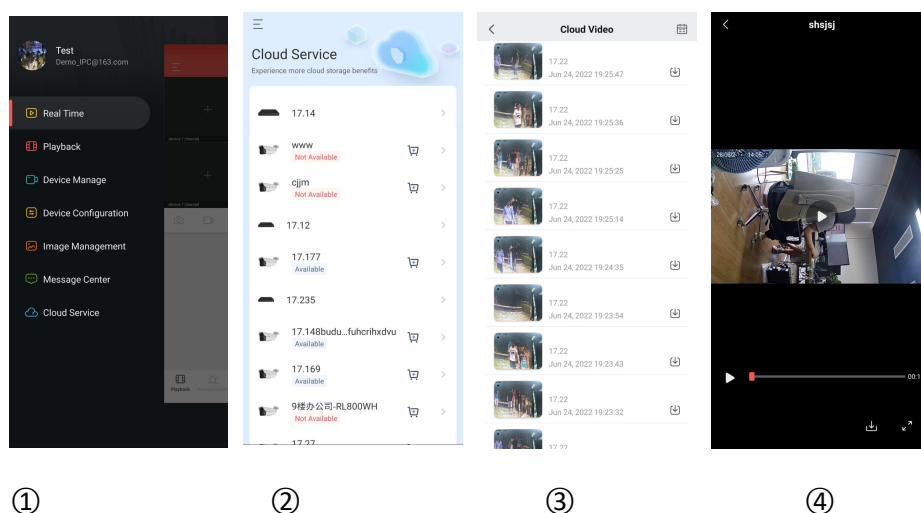 Test
Demo_IPC@163.com
Real Time
Playback
Device Manage
Device Configuration
Image Management
Message Center
Cloud Service
Playback
Cloud Service
Experience more cloud storage benefits
17.14
www
Not Available
cjjm
Not Available
17.12
17.177
Available
17.235
17.148budu...fuhcrihxdvu
Available
17.169
Available
9楼办公司-RL800WH
Not Available
17.27
Cloud Video
17.22
Jun 24, 2022 19:25:47
17.22
Jun 24, 2022 19:25:36
17.22
Jun 24, 2022 19:25:25
17.22
Jun 24, 2022 19:25:14
17.22
Jun 24, 2022 19:24:35
17.22
Jun 24, 2022 19:23:54
17.22
Jun 24, 2022 19:23:43
17.22
Jun 24, 2022 19:23:32
17.22
shsjsj
00:1
① ② ③ ④